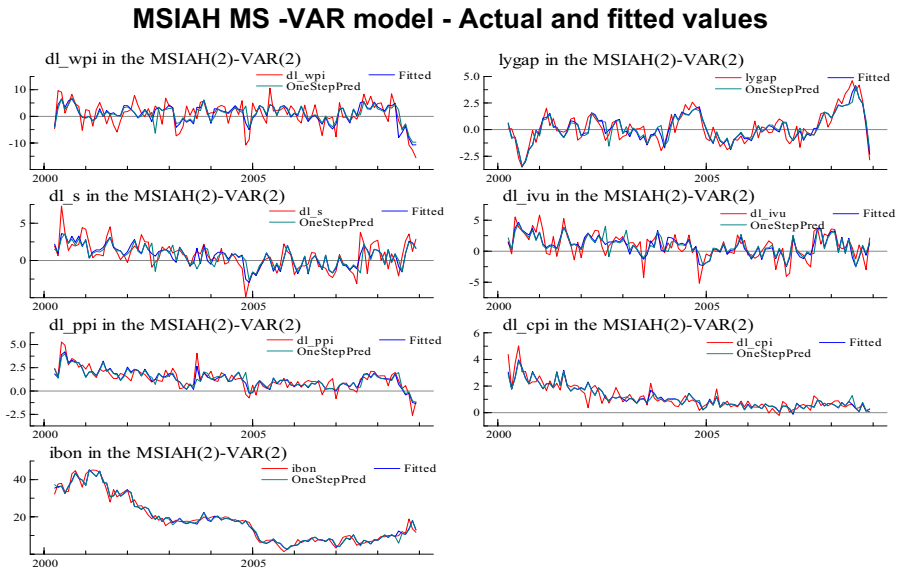 MSIAH MS -VAR model - Actual and fitted values
dl_wpi in the MSIAH(2)-VAR(2)
dl_wpi Fitted
OneStepPred
10
0
-10
2000 2005
lygap in the MSIAH(2)-VAR(2)
lygap Fitted
OneStepPred
5.0
2.5
0.0
-2.5
2000 2005
dl_s in the MSIAH(2)-VAR(2)
dl_s Fitted
OneStepPred
5
0
2000 2005
dl_ivu in the MSIAH(2)-VAR(2)
dl_ivu Fitted
OneStepPred
5
0
-5
2000 2005
dl_ppi in the MSIAH(2)-VAR(2)
dl_ppi Fitted
OneStepPred
5.0
2.5
0.0
-2.5
2000 2005
dl_cpi in the MSIAH(2)-VAR(2)
dl_cpi Fitted
OneStepPred
6
4
2
0
2000 2005
ibon in the MSIAH(2)-VAR(2)
ibon Fitted
OneStepPred
40
20
2000 2005